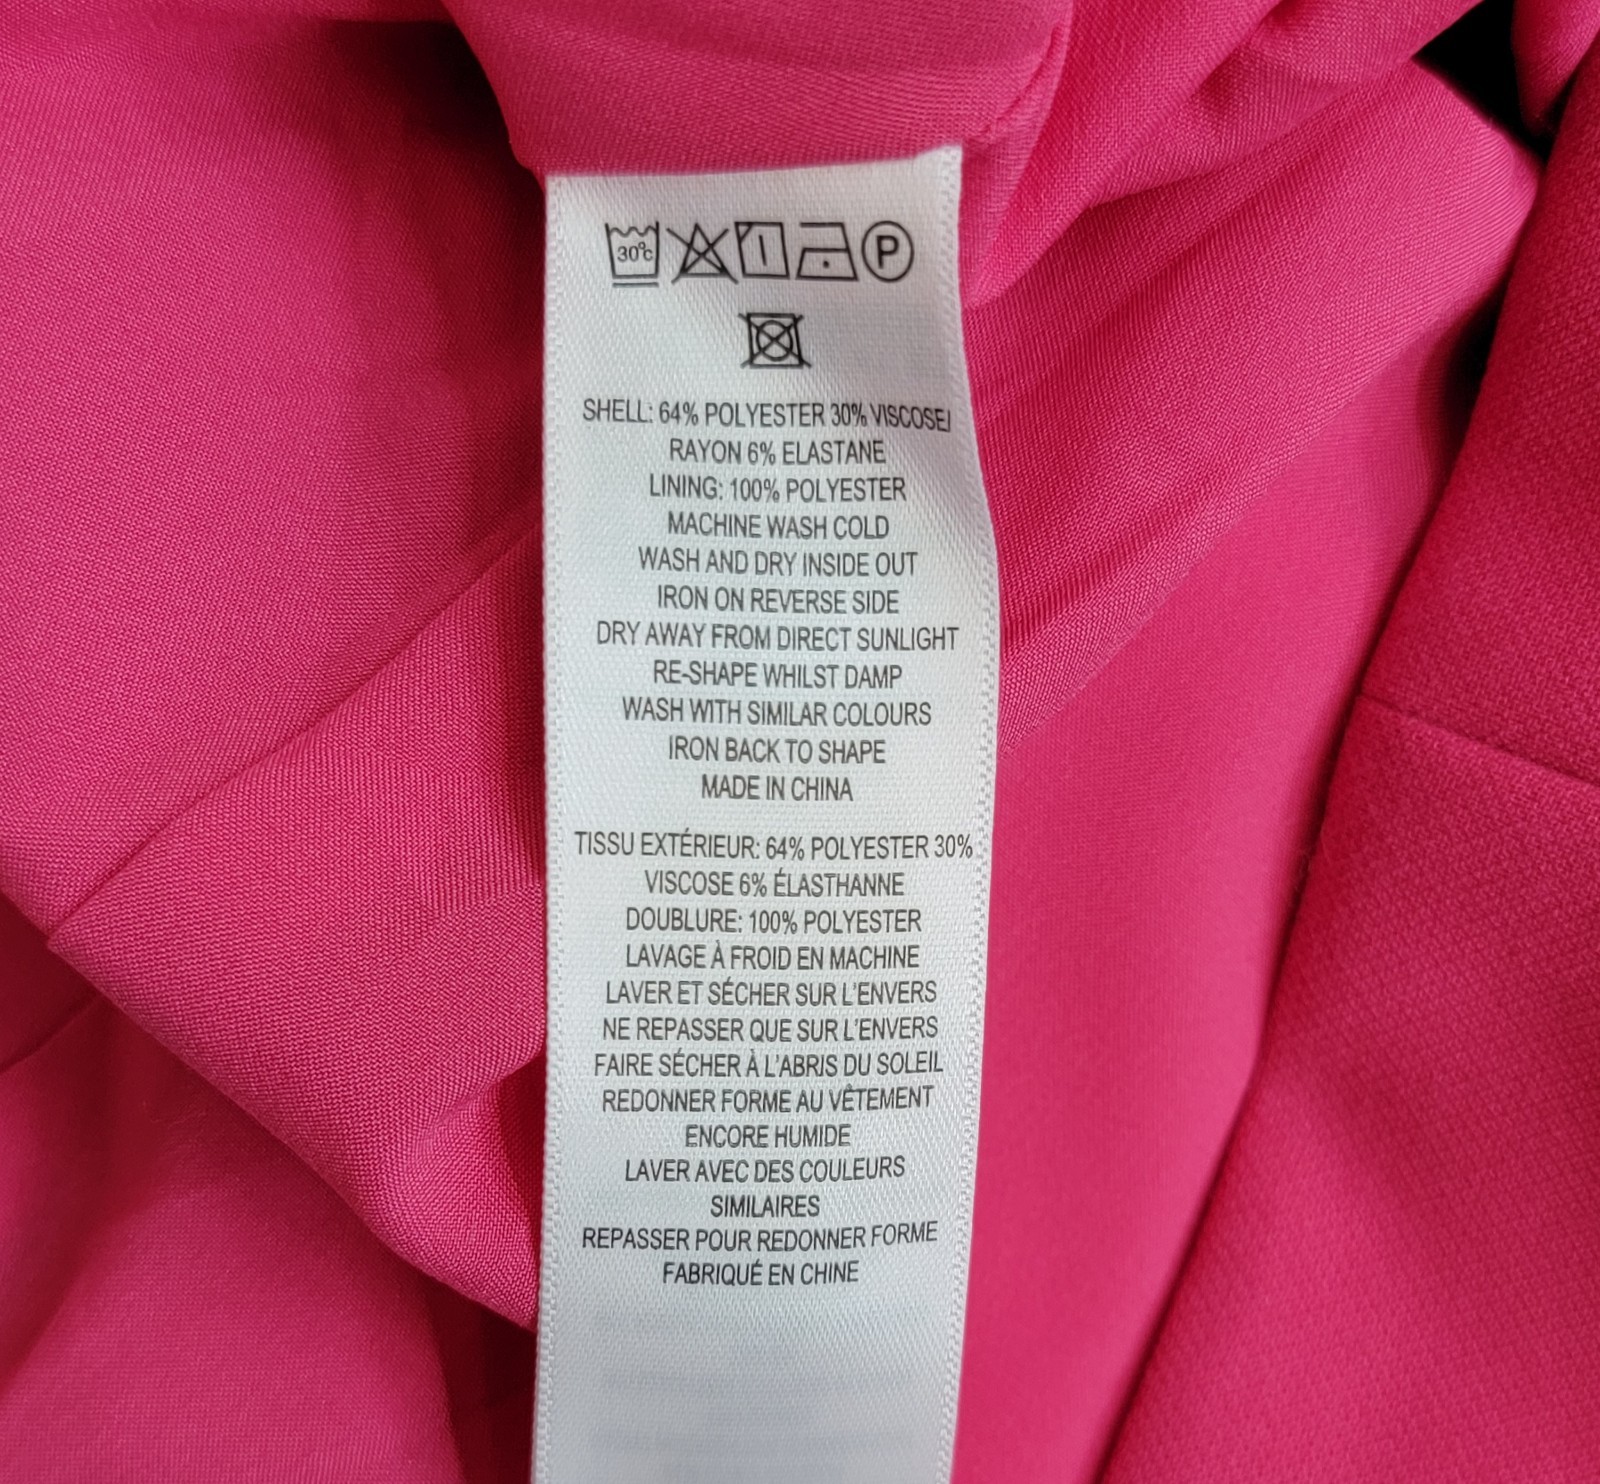 30°c
P
SHELL: 64% POLYESTER 30% VISCOSE/
RAYON 6% ELASTANE
LINING: 100% POLYESTER
MACHINE WASH COLD
WASH AND DRY INSIDE OUT
IRON ON REVERSE SIDE
DRY AWAY FROM DIRECT SUNLIGHT
RE-SHAPE WHILST DAMP
WASH WITH SIMILAR COLOURS
IRON BACK TO SHAPE
MADE IN CHINA
TISSU EXTÉRIEUR: 64% POLYESTER 30%
VISCOSE 6% ÉLASTHANNE
DOUBLURE: 100% POLYESTER
LAVAGE À FROID EN MACHINE
LAVER ET SÉCHER SUR L'ENVERS
NE REPASSER QUE SUR L'ENVERS
FAIRE SÉCHER À L'ABRIS DU SOLEIL
REDONNER FORME AU VÊTEMENT
ENCORE HUMIDE
LAVER AVEC DES COULEURS
SIMILAIRES
REPASSER POUR REDONNER FORME
FABRIQUÉ EN CHINE